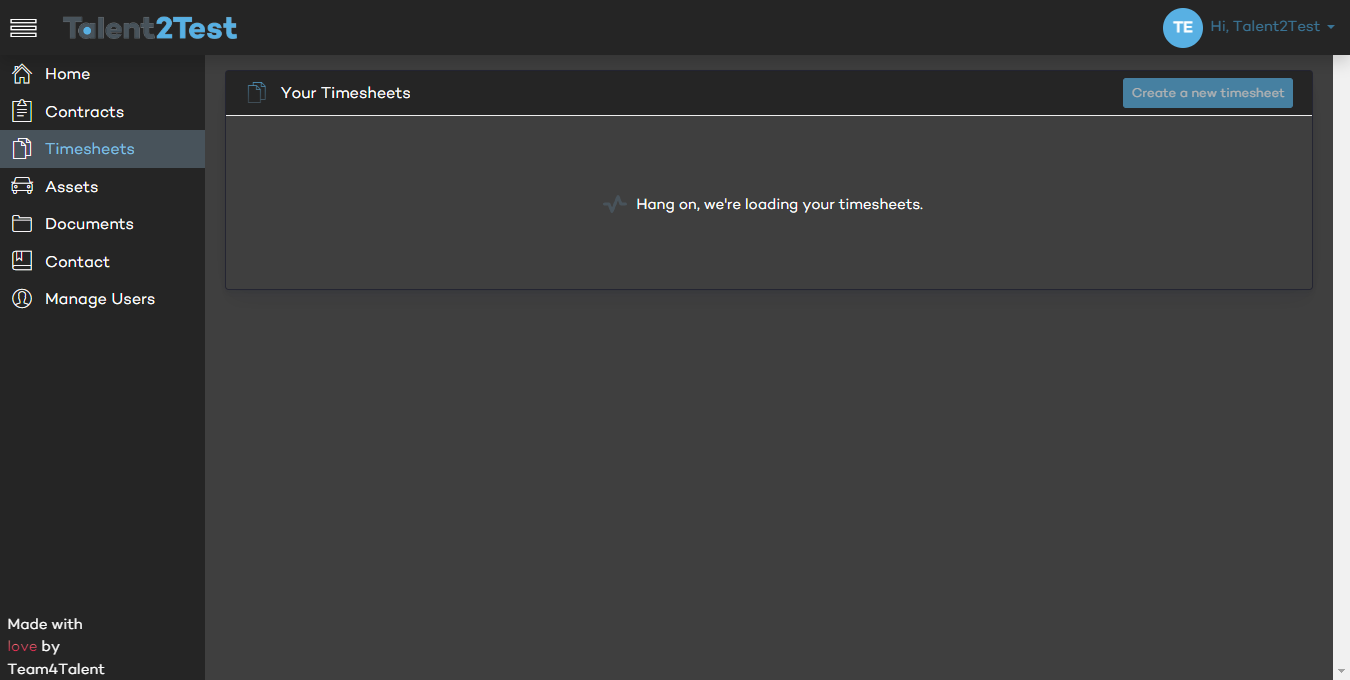 Talent2Test
TE
Hi, Talent2Test
Home
Contracts
Timesheets
Assets
Documents
Contact
Manage Users
Your Timesheets
Create a new timesheet
Hang on, we're loading your timesheets.
Made with
love by
Team4Talent